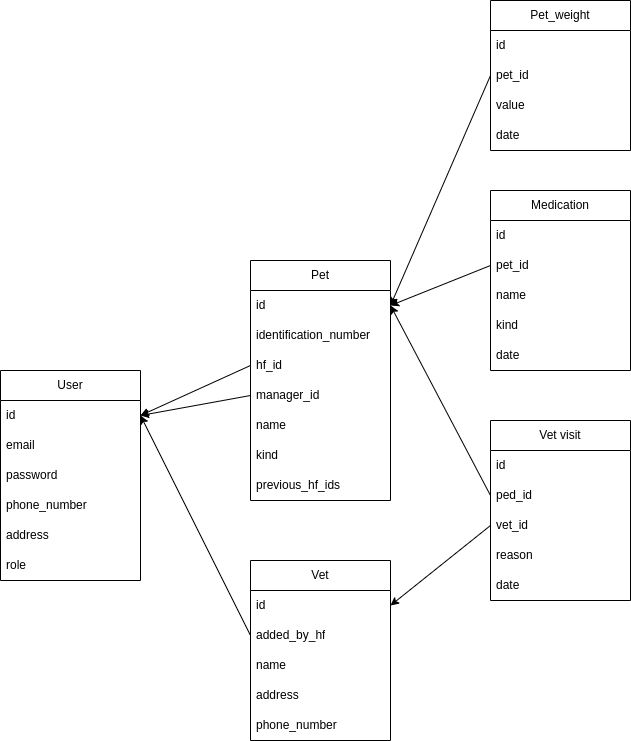 Pet_weight
id
pet_id
value
date
Medication
id
pet_id
name
kind
date
Pet
id
identification_number
hf_id
manager_id
name
kind
previous_hf_ids
User
id
email
password
phone_number
address
role
Vet visit
id
ped_id
vet_id
reason
date
Vet
id
added_by_hf
name
address
phone_number